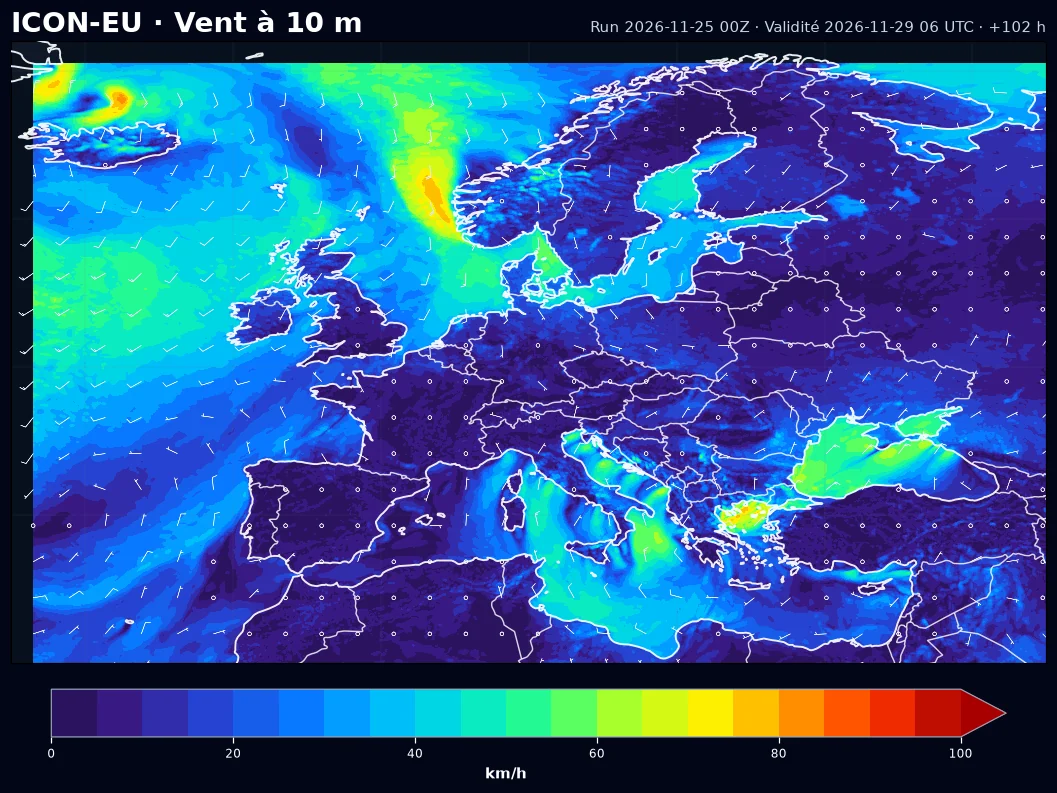 ICON-EU · Vent à 10 m
Run 2026-11-25 00Z · Validité 2026-11-29 06 UTC · +102 h
0 20 40 60 80 100
km/h